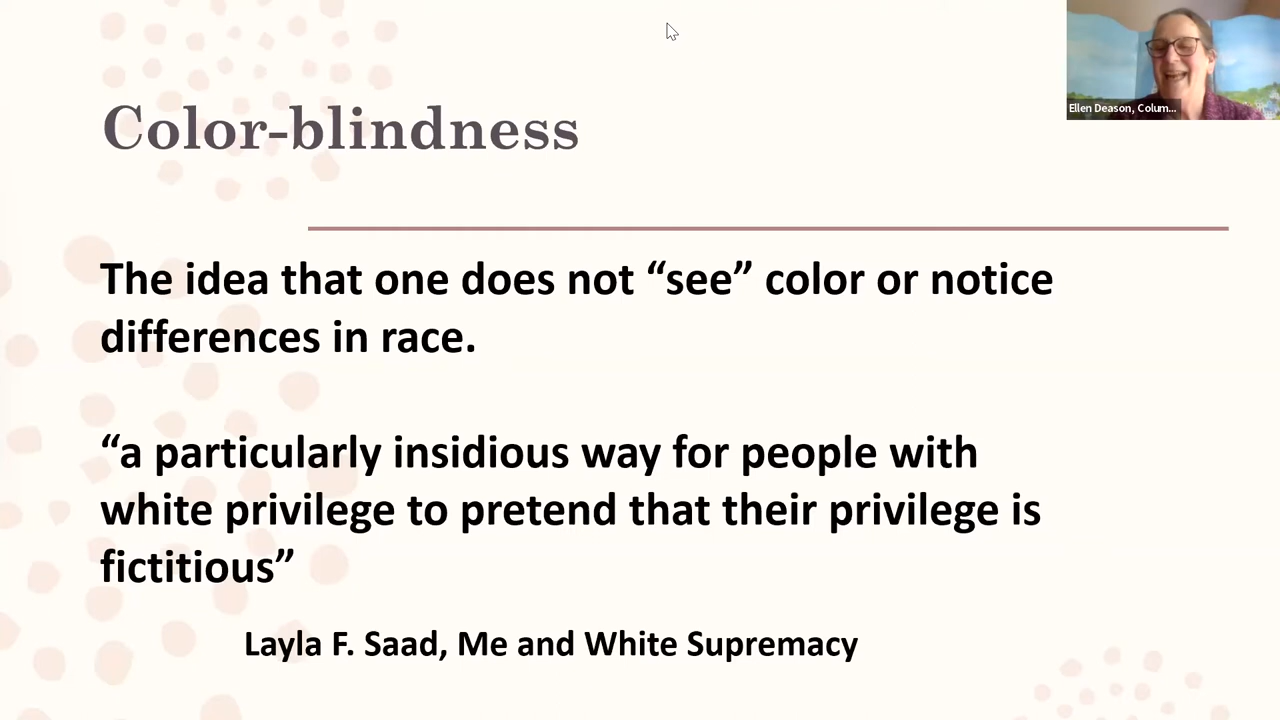 Ellen Deason, Colum...
Color-blindness
The idea that one does not “see” color or notice
differences in race.
“a particularly insidious way for people with
white privilege to pretend that their privilege is
fictitious”
Layla F. Saad, Me and White Supremacy